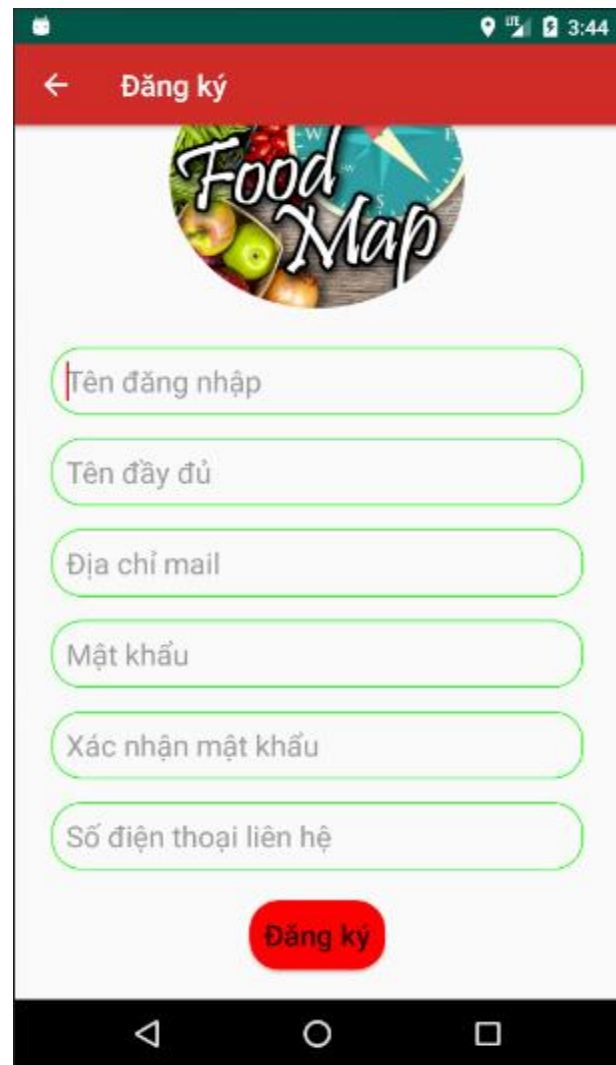 LTE 3:44
Đăng ký
W
E
W
S
Food
Map
Tên đăng nhập
Tên đầy đủ
Địa chỉ mail
Mật khẩu
Xác nhận mật khẩu
Số điện thoại liên hệ
Đăng ký